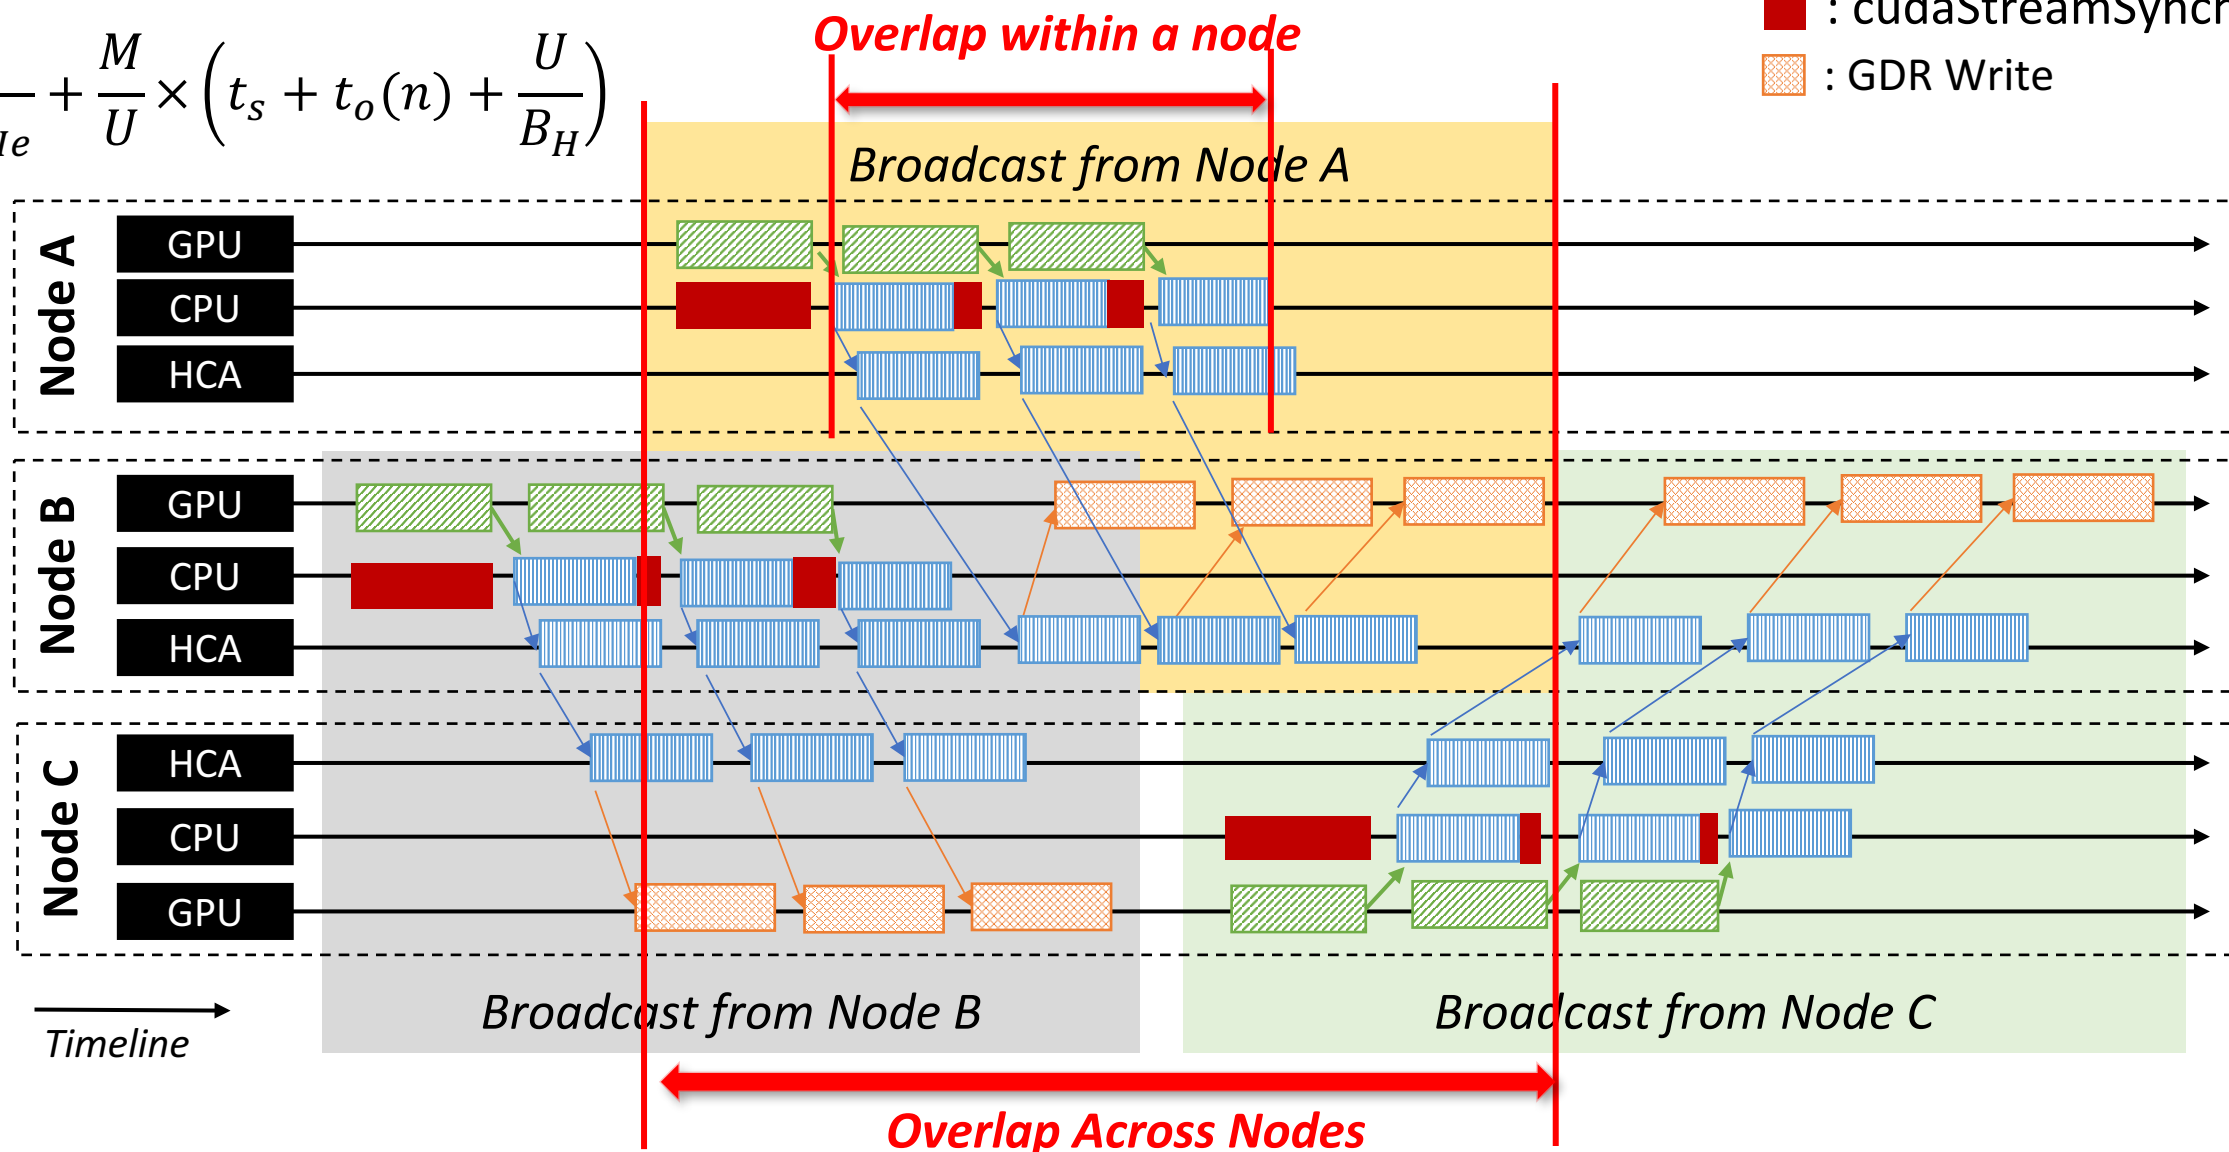 Overlap within a node
: cudaStreamSynch
: GDR Write
He + M/U × (t_s + t_o(n) + U/B_H)
Broadcast from Node A
Node A
GPU
CPU
HCA
Node B
GPU
CPU
HCA
Node C
HCA
CPU
GPU
Broadcast from Node B
Broadcast from Node C
Timeline
Overlap Across Nodes